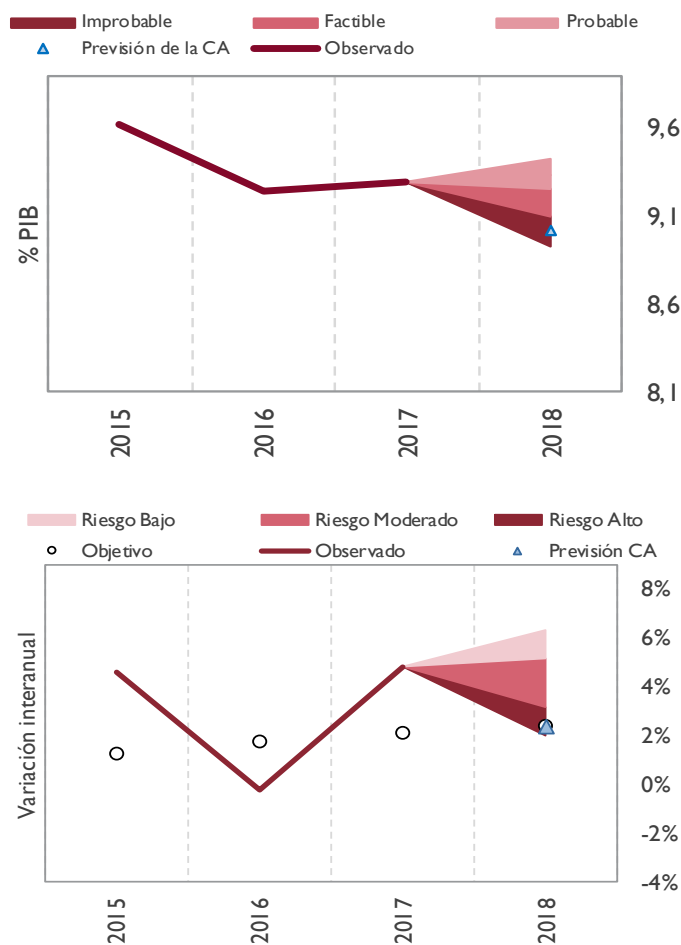 Improbable Factible Probable
Previsión de la CA Observado
% PIB
9,6
9,1
8,6
8,1
2015 2016 2017 2018
Riesgo Bajo Riesgo Moderado Riesgo Alto
Objetivo Observado Previsión CA
Variación interanual
8%
6%
4%
2%
0%
-2%
-4%
2015 2016 2017 2018